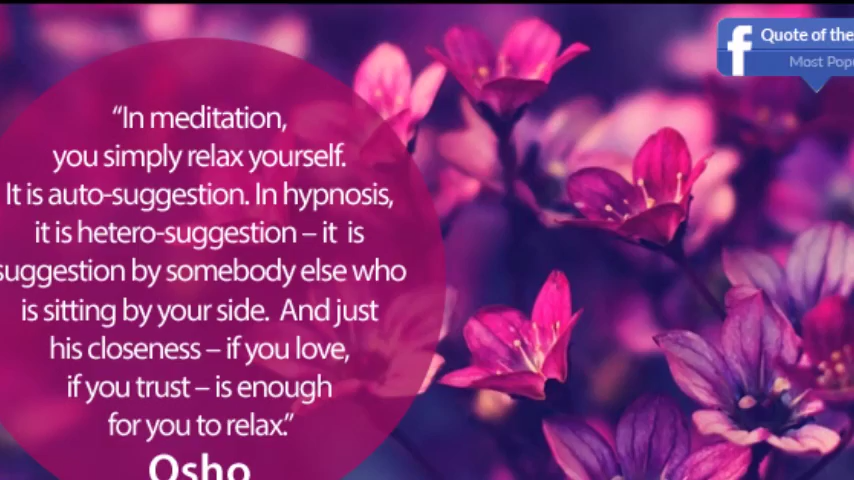 “In meditation,
you simply relax yourself.
It is auto-suggestion. In hypnosis,
it is hetero-suggestion – it is
suggestion by somebody else who
is sitting by your side. And just
his closeness – if you love,
if you trust – is enough
for you to relax.”
Osho
f Quote of the
Most